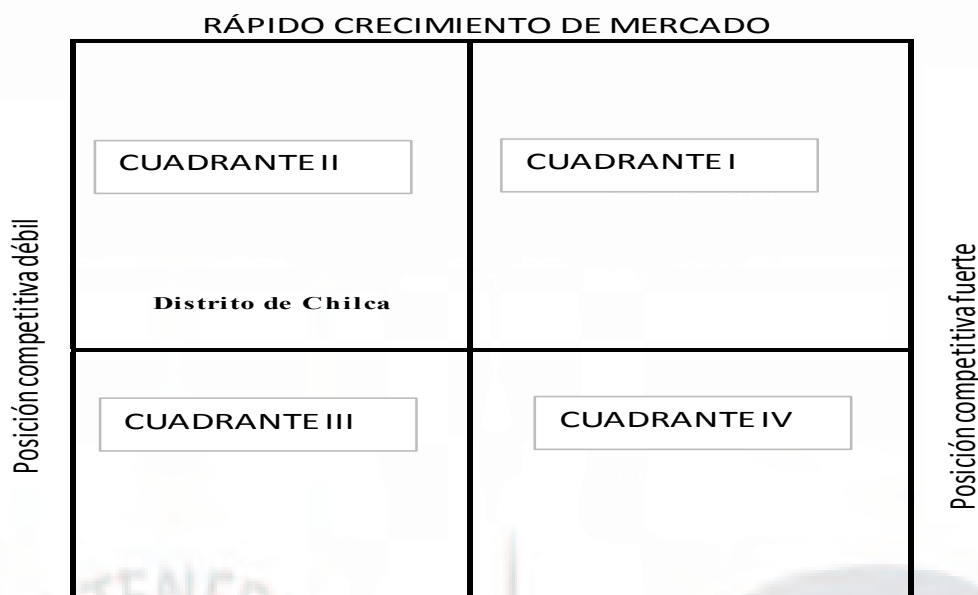 RÁPIDO CRECIMIENTO DE MERCADO
CUADRANTE II
CUADRANTE I
Posición competitiva débil
Posición competitiva fuerte
Distrito de Chilca
CUADRANTE III
CUADRANTE IV